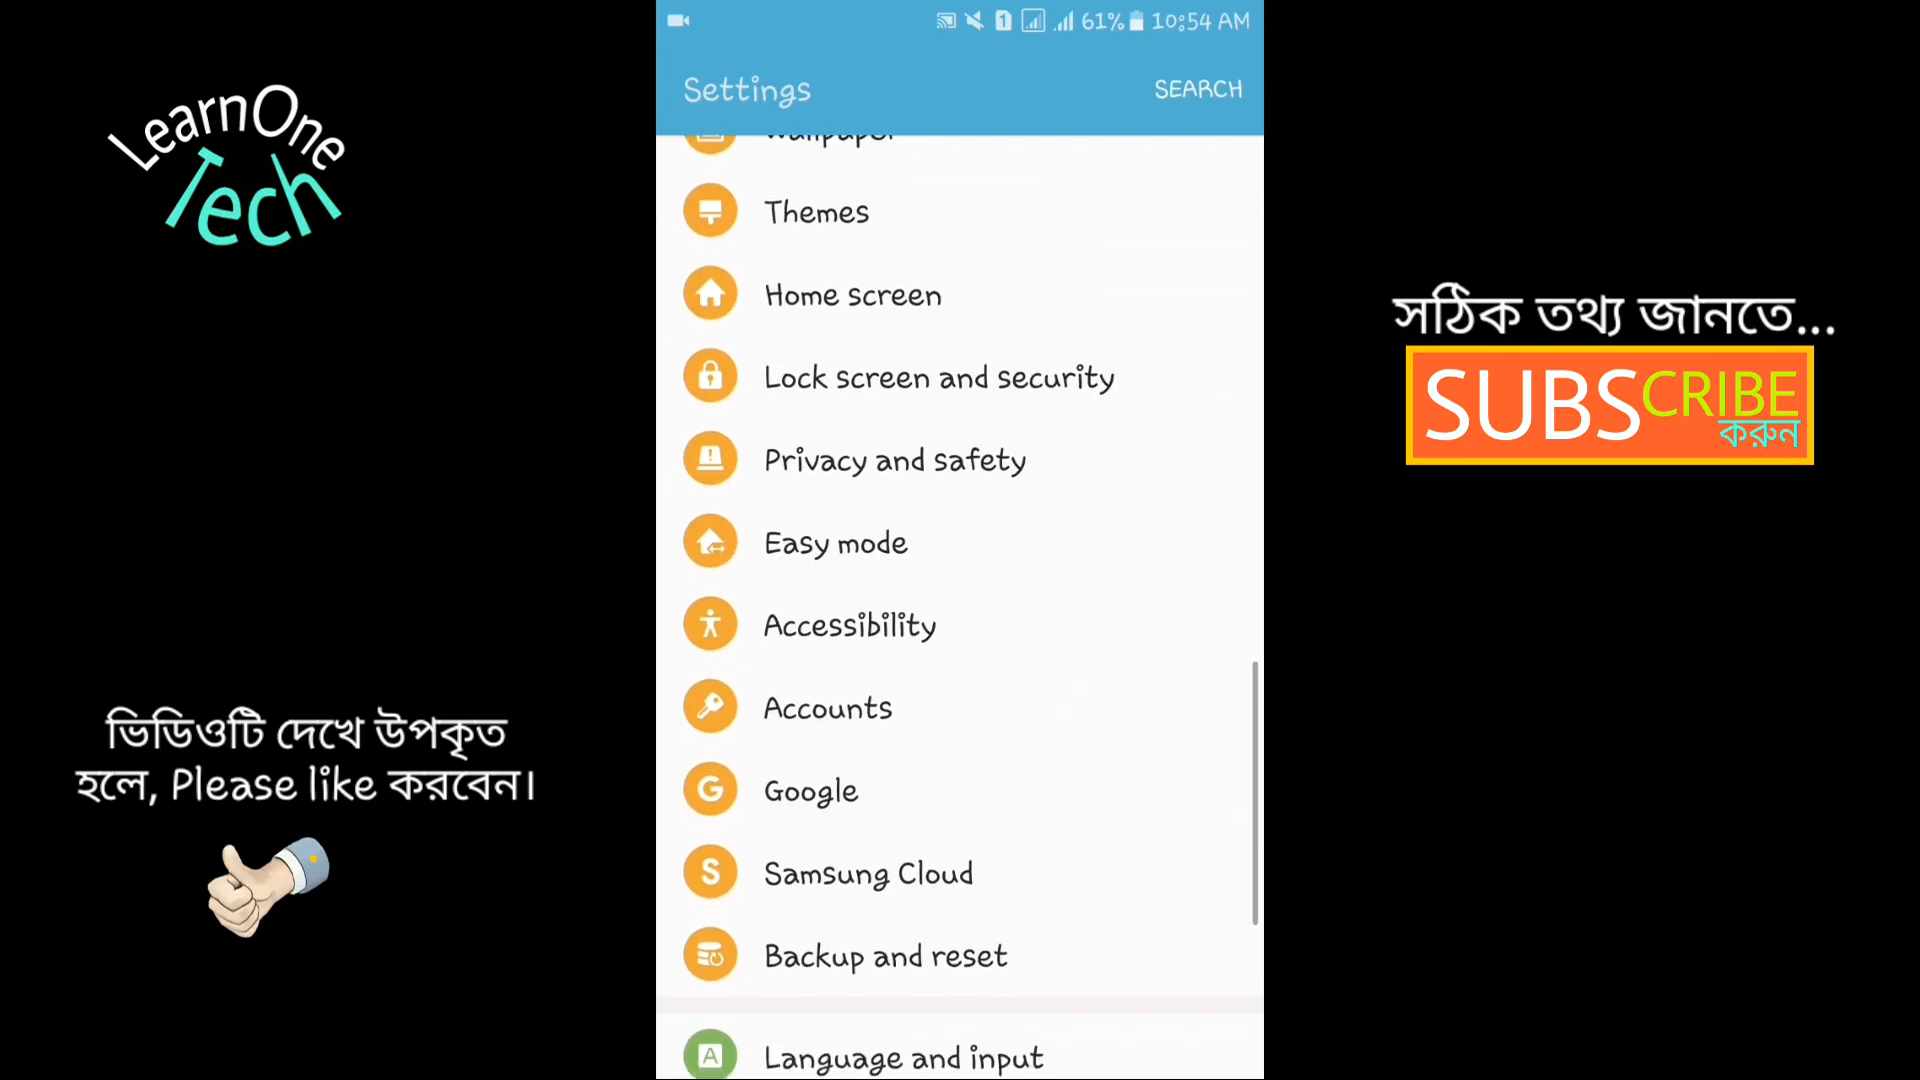 LearnOne
Tech
ভিডিওটি দেখে উপকৃত
হলে, Please like করবেন।
61% 10:54 AM
Settings
SEARCH
Wallpaper
Themes
Home screen
Lock screen and security
Privacy and safety
Easy mode
Accessibility
Accounts
Google
Samsung Cloud
Backup and reset
Language and input
সঠিক তথ্য জানতে...
SUBSCRIBE
করুন